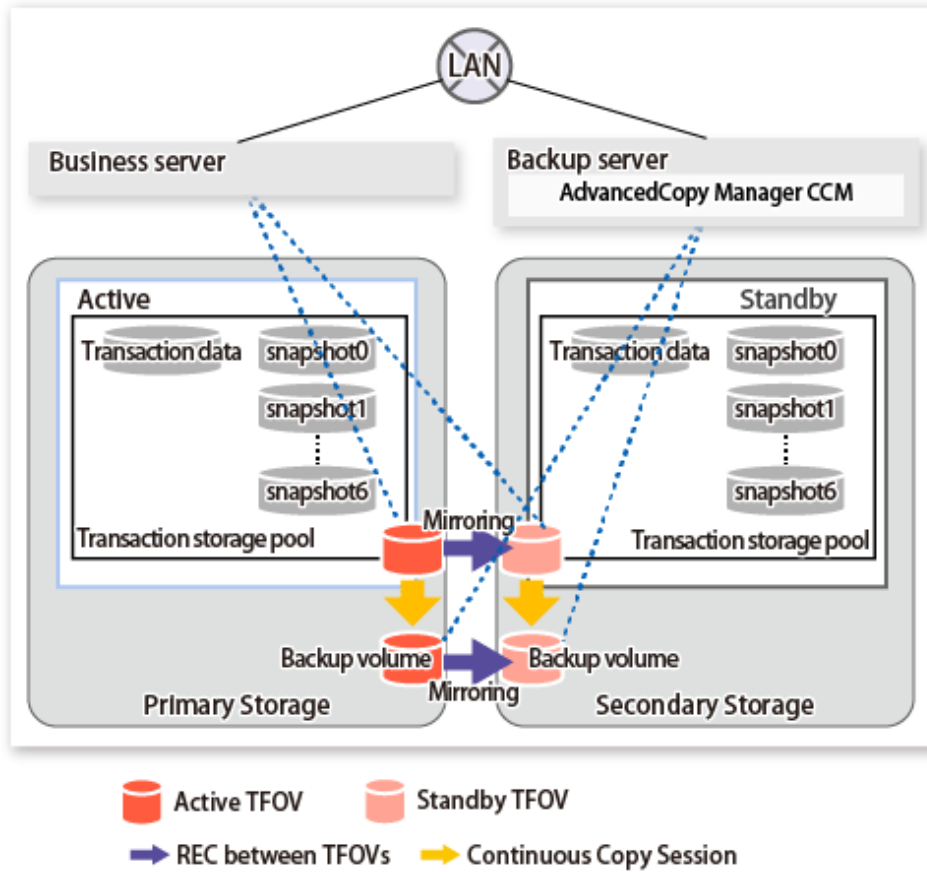 LAN
Business server
Backup server
AdvancedCopy Manager CCM
Active
Standby
Transaction data
snapshot0
Transaction data
snapshot0
snapshot1
snapshot1
snapshot6
snapshot6
Mirroring
Transaction storage pool
Transaction storage pool
Backup volume
Backup volume
Mirroring
Primary Storage
Secondary Storage
Active TFOV
Standby TFOV
REC between TFOVs
Continuous Copy Session